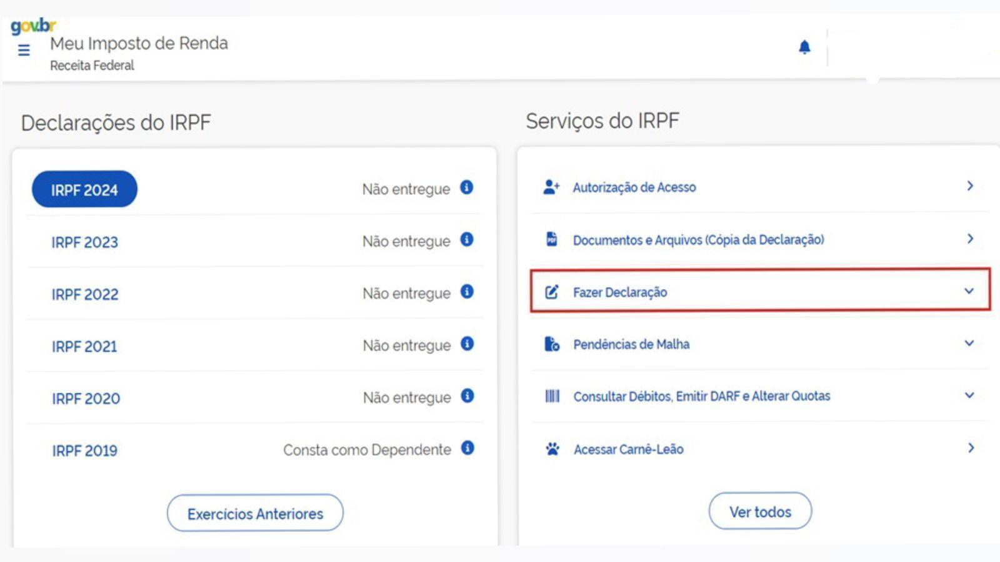 gov.br
Meu Imposto de Renda
Receita Federal
Declarações do IRPF
IRPF 2024 Não entregue
IRPF 2023 Não entregue
IRPF 2022 Não entregue
IRPF 2021 Não entregue
IRPF 2020 Não entregue
IRPF 2019 Consta como Dependente
Exercícios Anteriores
Serviços do IRPF
Autorização de Acesso
PDF
Documentos e Arquivos (Cópia da Declaração)
Fazer Declaração
Pendências de Malha
Consultar Débitos, Emitir DARF e Alterar Quotas
Acessar Carnê-Leão
Ver todos